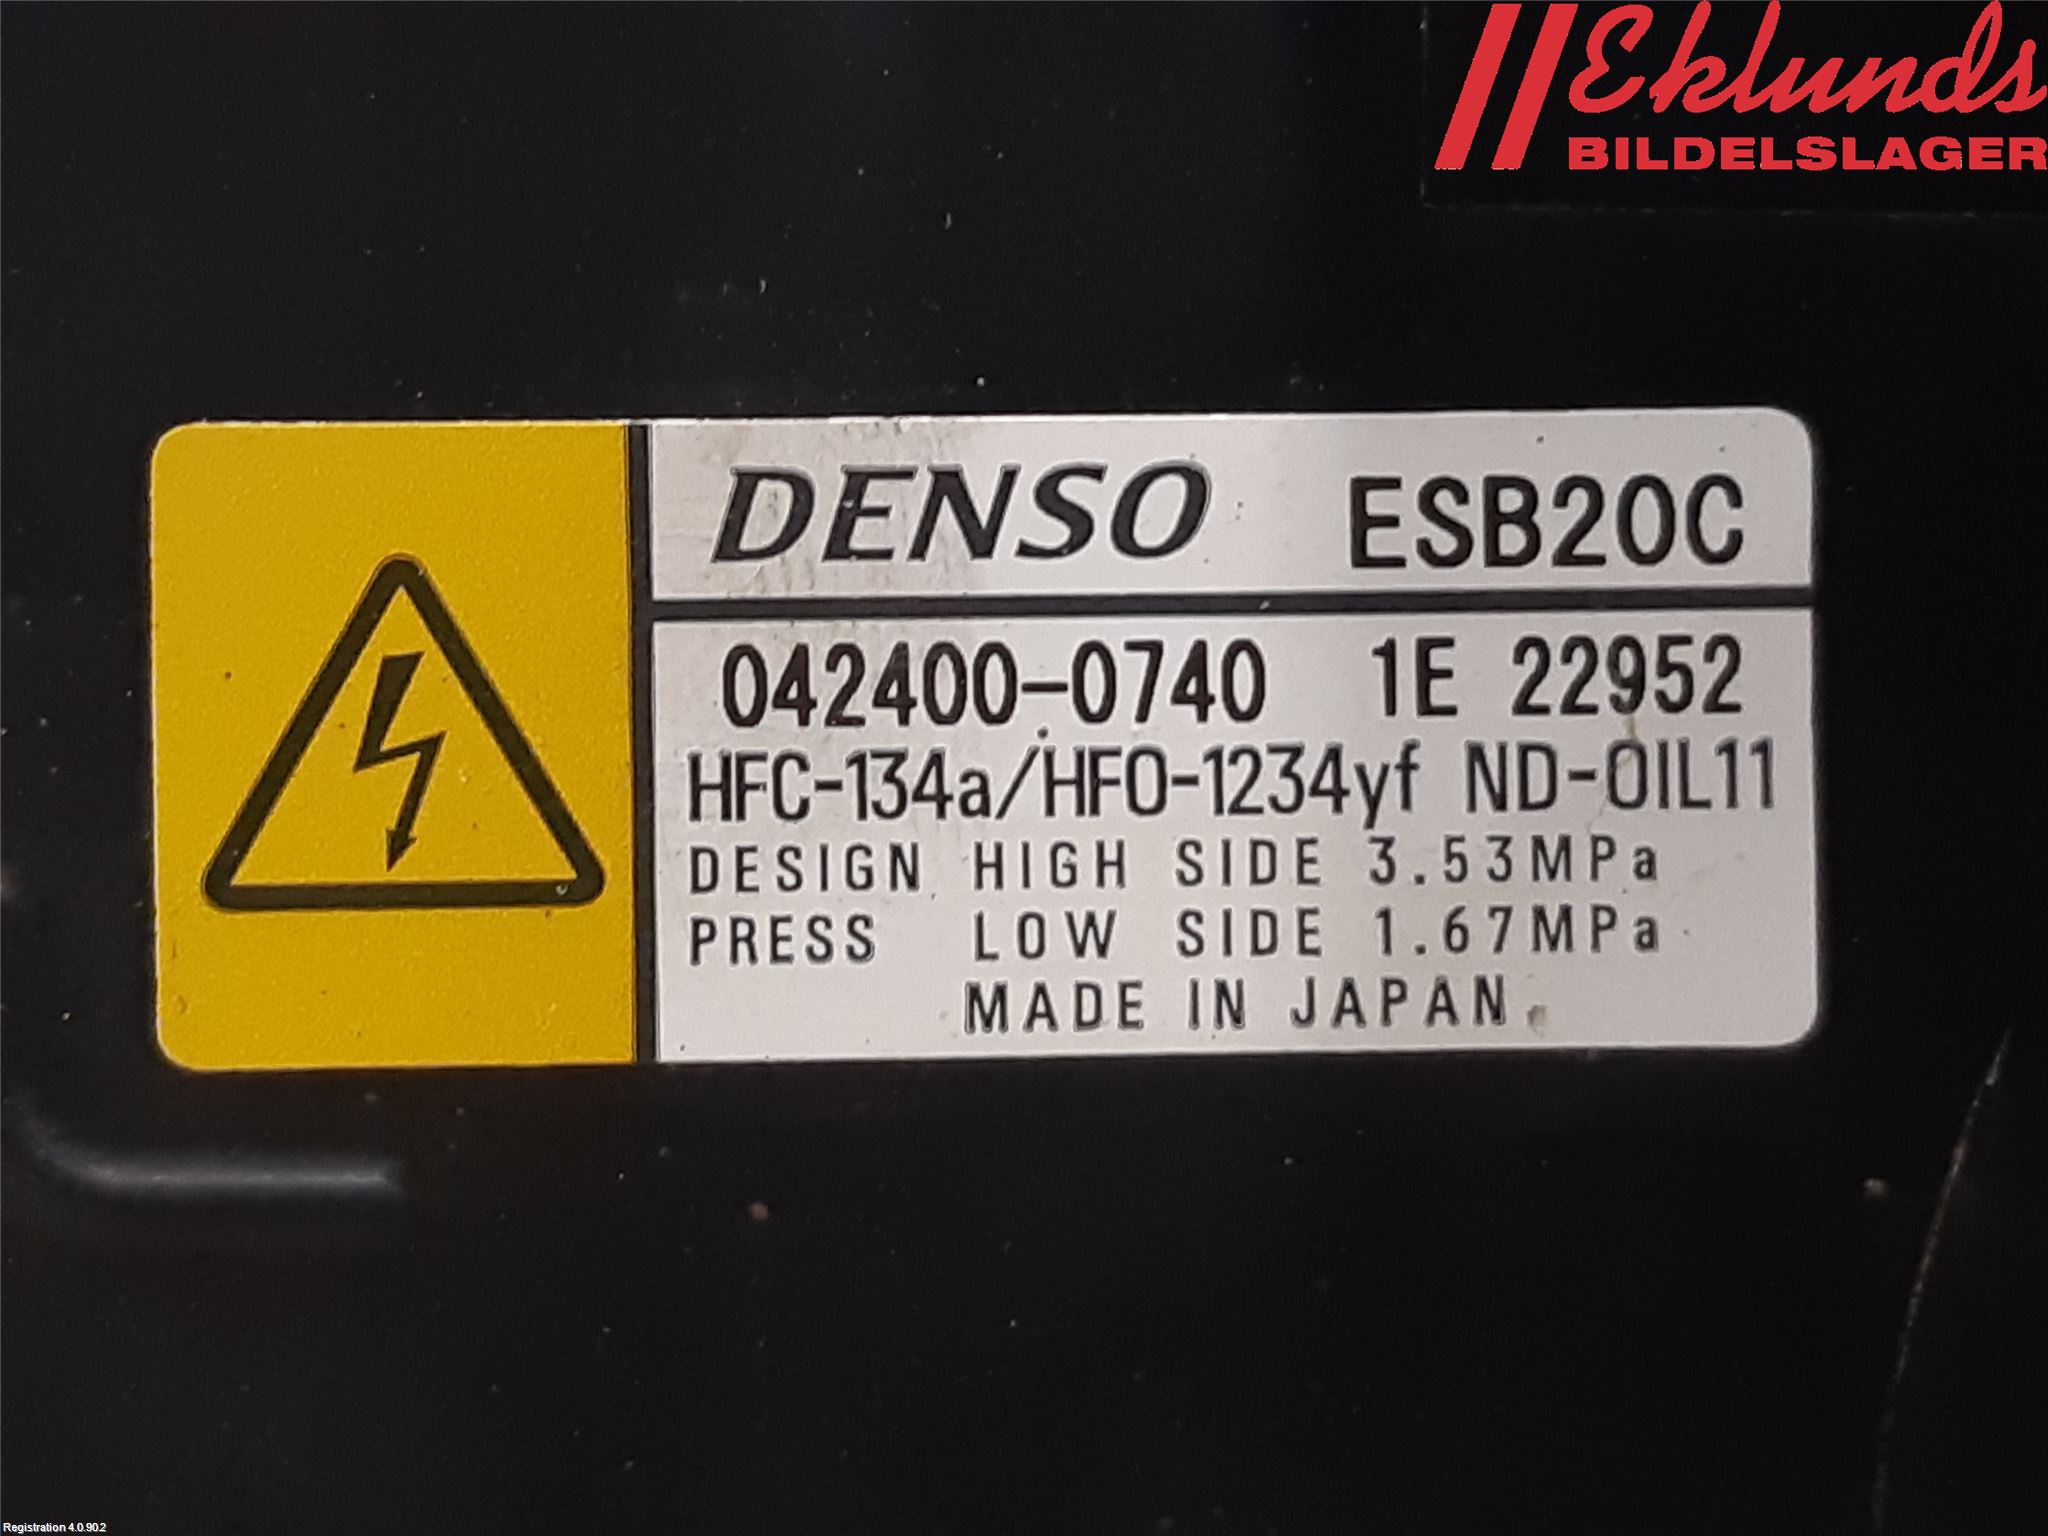 Eklunds
BILDELSLAGER
DENSO ESB20C
042400-0740 1E 22952
HFC-134a/HFO-1234yf ND-OIL11
DESIGN HIGH SIDE 3.53MPa
PRESS LOW SIDE 1.67MPa
MADE IN JAPAN
Registration 4.0.90.2